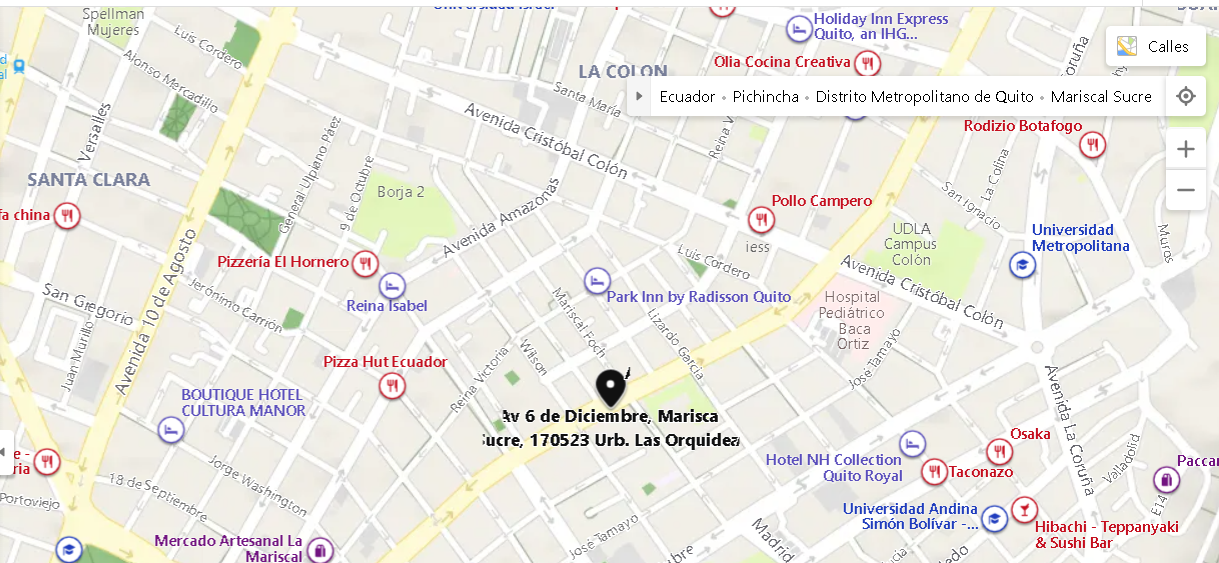 Spellman
Mujeres
Luis Cordero
Holiday Inn Express
Quito, an IHG...
Olia Cocina Creativa
Calles
LA COLON
Santa María
Ecuador • Pichincha • Distrito Metropolitano de Quito • Mariscal Sucre
Alonso Mercadillo
Versalles
Avenida Cristóbal Colón
Reina V
Rodizio Botafogo
La Coruña
La Colina
San Ignacio
SANTA CLARA
General Ulpiano Páez
9 de Octubre
Borja 2
fa china
Avenida Amazonas
Pollo Campero
iess
UDLA
Campus
Colón
Universidad
Metropolitana
Muros
Pizzería El Hornero
Reina Isabel
Luis Cordero
Avenida Cristóbal Colón
Park Inn by Radisson Quito
Hospital
Pediátrico
Baca
Ortiz
San Gregorio
Jerónimo Carrión
Avenida 10 de Agosto
Juan Murillo
Mariscal Foch
Lizardo García
Wilson
Reina Victoria
José Tamayo
Pizza Hut Ecuador
BOUTIQUE HOTEL
CULTURA MANOR
Av 6 de Diciembre, Marisca
Sucre, 170523 Urb. Las Orquidea
Avenida La Coruña
Osaka
Valladolid
Hotel NH Collection
Quito Royal
Taconazo
Paccar
E14
Jorge Washington
18 de Septiembre
Portoviejo
Universidad Andina
Simón Bolívar -...
Hibachi - Teppanyaki
& Sushi Bar
José Tamayo
Madrid
Mercado Artesanal La
Mariscal